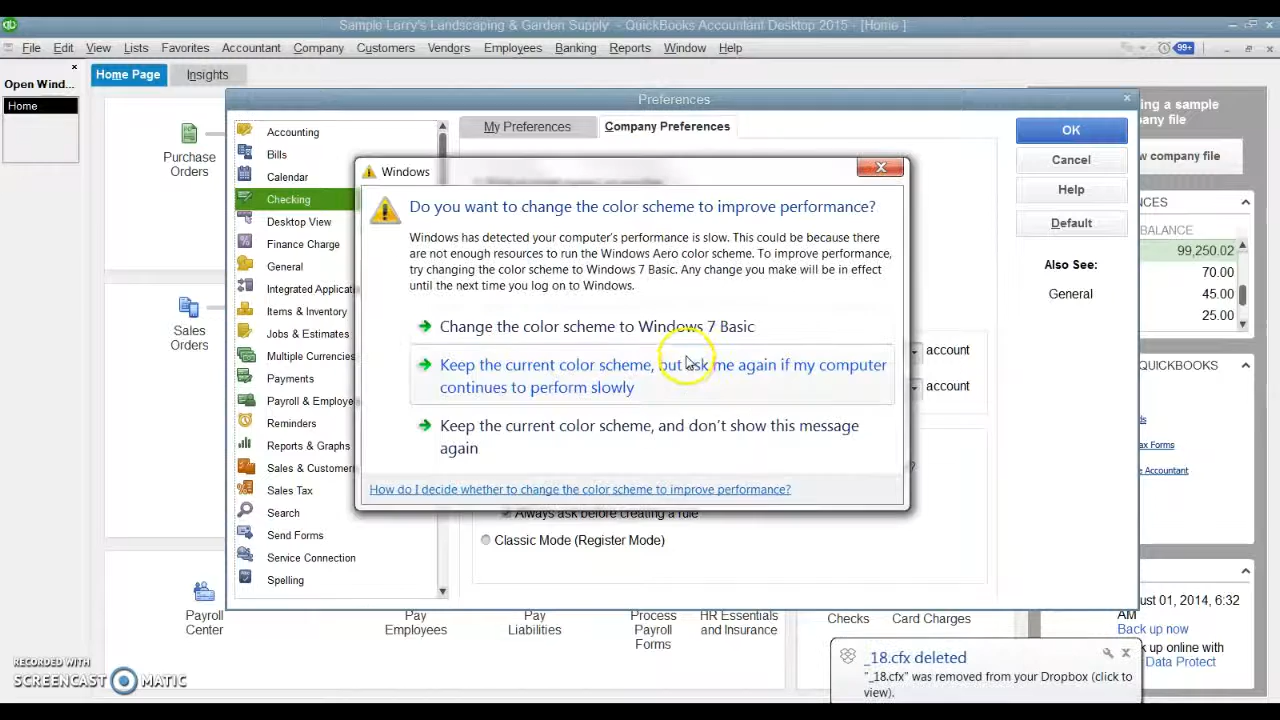 Sample Larry's Landscaping & Garden Supply - QuickBooks Accountant Desktop 2015 - [Home ]
File Edit View Lists Favorites Accountant Company Customers Vendors Employees Banking Reports Window Help
99+
Open Wind...
Home
Home Page Insights
Purchase
Orders
Sales
Orders
Payroll
Center
Pay
Employees
Pay
Liabilities
Process
Payroll
Forms
HR Essentials
and Insurance
Checks
Card Charges
Preferences
Accounting
Bills
Calendar
Checking
Desktop View
Finance Charge
General
Integrated Applicat
Items & Inventory
Jobs & Estimates
Multiple Currencies
Payments
Payroll & Employe
Reminders
Reports & Graphs
Sales & Customer
Sales Tax
Search
Send Forms
Service Connection
Spelling
My Preferences
Company Preferences
account
account
?
Always ask before creating a rule
Classic Mode (Register Mode)
OK
Cancel
Help
Default
Also See:
General
Windows
Do you want to change the color scheme to improve performance?
Windows has detected your computer's performance is slow. This could be because there
are not enough resources to run the Windows Aero color scheme. To improve performance,
try changing the color scheme to Windows 7 Basic. Any change you make will be in effect
until the next time you log on to Windows.
Change the color scheme to Windows 7 Basic
Keep the current color scheme, but ask me again if my computer
continues to perform slowly
Keep the current color scheme, and don't show this message
again
How do I decide whether to change the color scheme to improve performance?
ing a sample
pany file
w company file
CES
BALANCE
99,250.02
70.00
45.00
25.00
QUICKBOOKS
ds
ax Forms
Accountant
ust 01, 2014, 6:32
AM
Back up now
k up online with
Data Protect
_18.cfx deleted
"_18.cfx" was removed from your Dropbox (click to
view).
RECORDED WITH
SCREENCAST MATIC